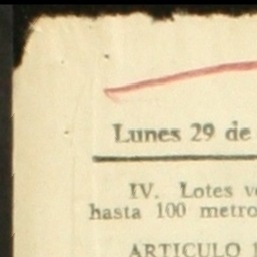 Lunes 29 de
IV. Lotes
hasta 100 metro
ARTICULO 1